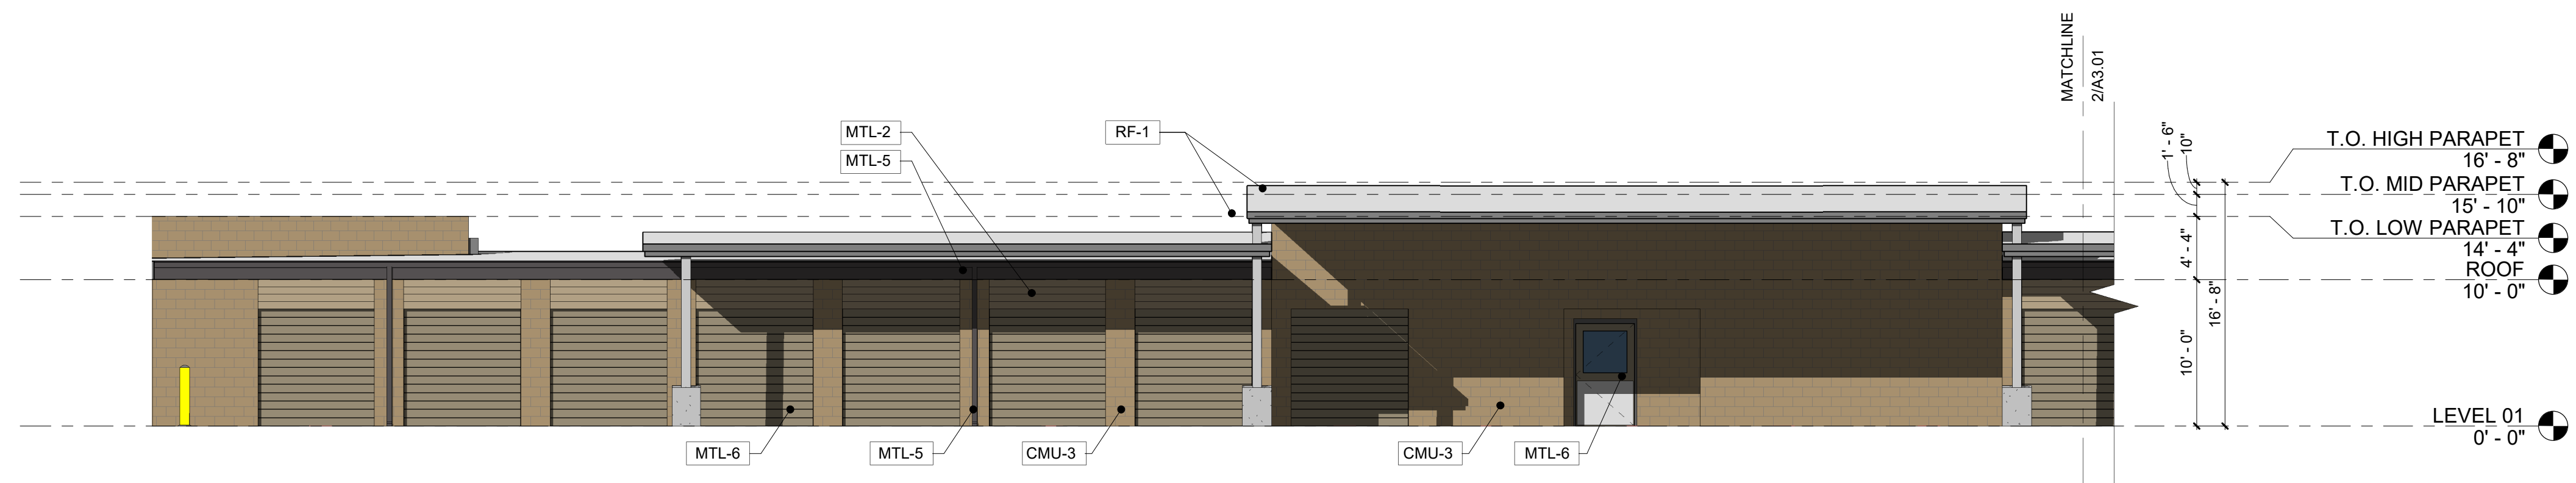 MATCHLINE
2/A3.01
MTL-2
MTL-5
RF-1
1' - 6"
10"
T.O. HIGH PARAPET
16' - 8"
T.O. MID PARAPET
15' - 10"
T.O. LOW PARAPET
14' - 4"
4' - 4"
ROOF
10' - 0"
16' - 8"
10' - 0"
LEVEL 01
0' - 0"
MTL-6
MTL-5
CMU-3
CMU-3
MTL-6